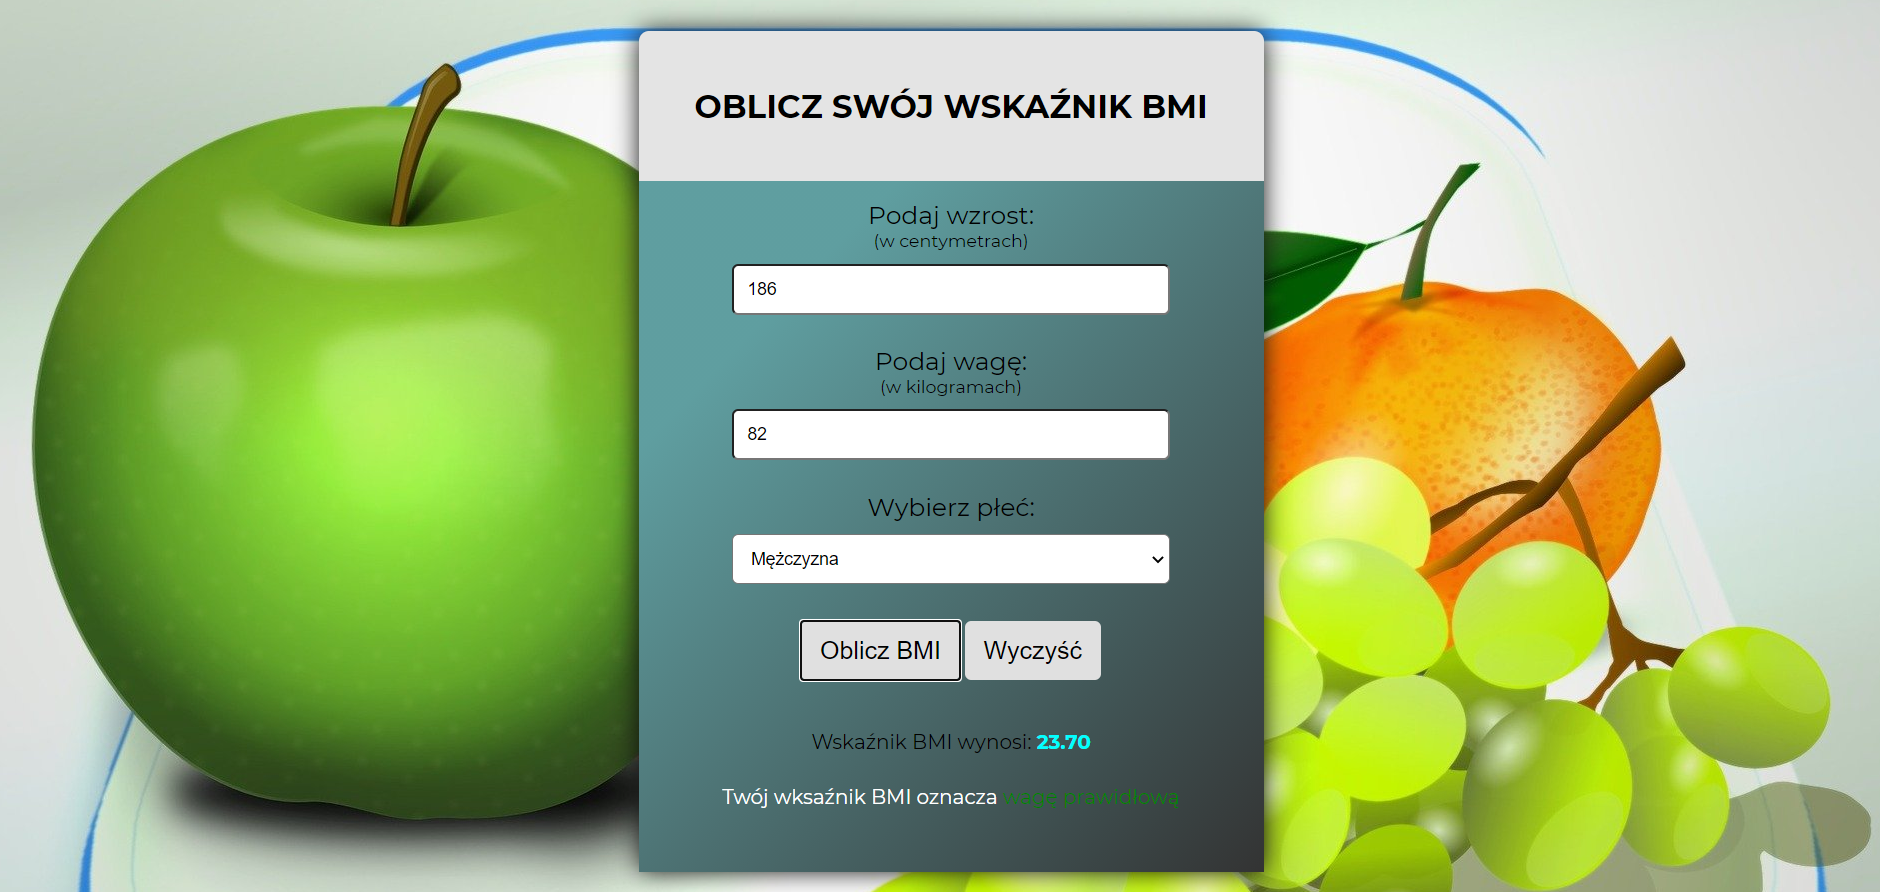 OBLICZ SWÓJ WSKAŹNIK BMI
Podaj wzrost:
(w centymetrach)
186
Podaj wagę:
(w kilogramach)
82
Wybierz płeć:
Mężczyzna
Oblicz BMI Wyczyść
Wskaźnik BMI wynosi: 23.70
Twój wksaźnik BMI oznacza wagę prawidłową